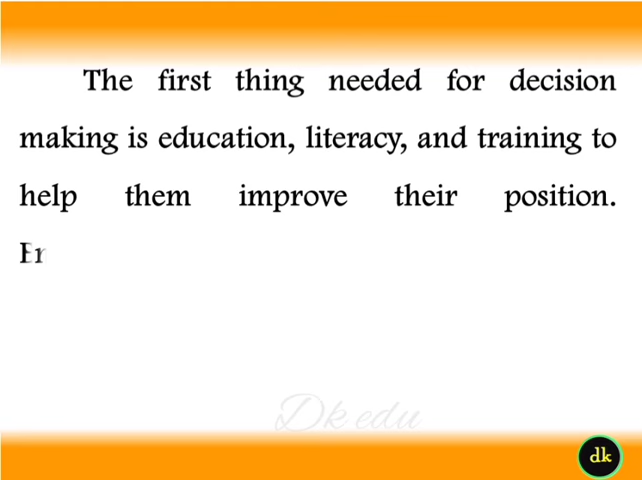 The first thing needed for decision
making is education, literacy, and training to
help them improve their position.
Dk edu
dk